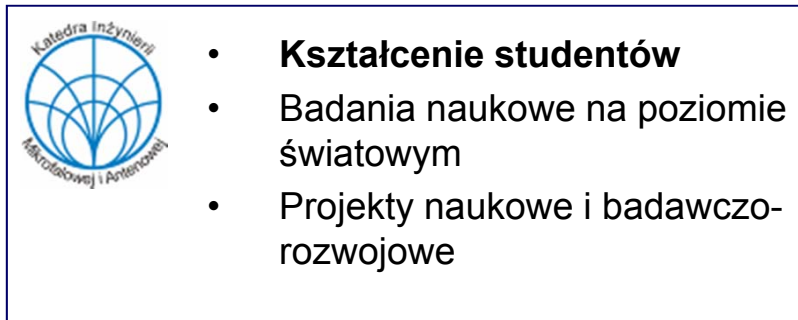 Katedra Inżynierii
Mikrofalowej i Antenowej
• Kształcenie studentów
• Badania naukowe na poziomie
światowym
• Projekty naukowe i badawczo-
rozwojowe